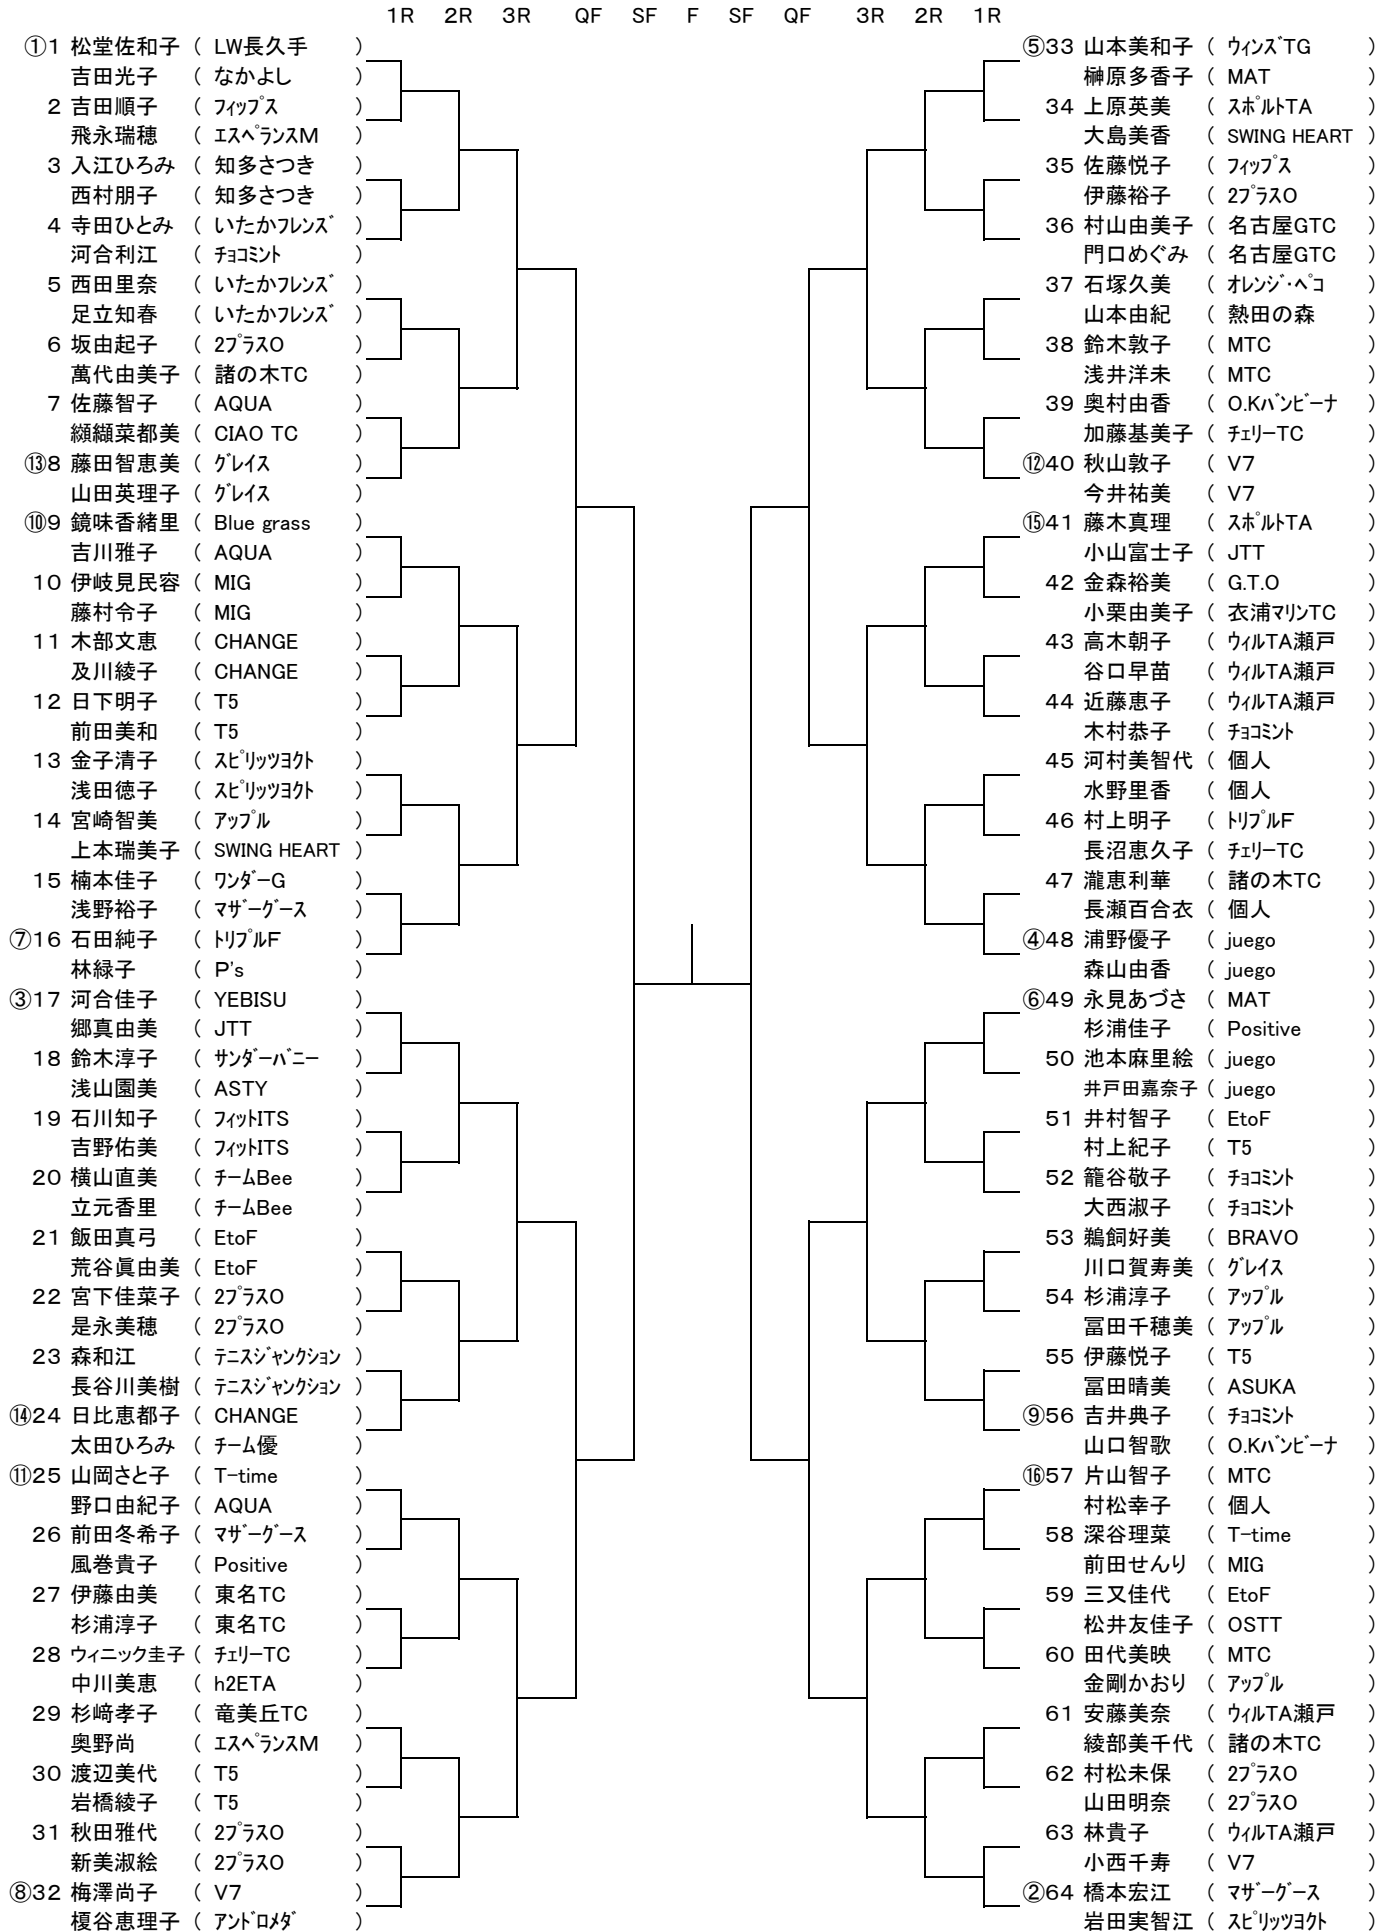 1R 2R 3R QF SF F SF QF 3R 2R 1R
①1 松堂佐和子 ( LW長久手 )
吉田光子 ( なかよし )
2 吉田順子 ( フィップス )
飛永瑞穂 ( エスペランスM )
3 入江ひろみ ( 知多さつき )
西村朋子 ( 知多さつき )
4 寺田ひとみ ( いたかフレンズ )
河合利江 ( チョコミント )
5 西田里奈 ( いたかフレンズ )
足立知春 ( いたかフレンズ )
6 坂由起子 ( 2プラスO )
萬代由美子 ( 諸の木TC )
7 佐藤智子 ( AQUA )
纐纈菜都美 ( CIAO TC )
⑬8 藤田智恵美 ( グレイス )
山田英理子 ( グレイス )
⑩9 鏡味香緒里 ( Blue grass )
吉川雅子 ( AQUA )
10 伊岐見民容 ( MIG )
藤村令子 ( MIG )
11 木部文恵 ( CHANGE )
及川綾子 ( CHANGE )
12 日下明子 ( T5 )
前田美和 ( T5 )
13 金子清子 ( スピリッツヨクト )
浅田徳子 ( スピリッツヨクト )
14 宮崎智美 ( アップル )
上本瑞美子 ( SWING HEART )
15 楠本佳子 ( ワンダーG )
浅野裕子 ( マザーグース )
⑦16 石田純子 ( トリプルF )
林緑子 ( P's )
③17 河合佳子 ( YEBISU )
郷真由美 ( JTT )
18 鈴木淳子 ( サンダーバニー )
浅山園美 ( ASTY )
19 石川知子 ( フィットITS )
吉野佑美 ( フィットITS )
20 横山直美 ( チームBee )
立元香里 ( チームBee )
21 飯田真弓 ( EtoF )
荒谷眞由美 ( EtoF )
22 宮下佳菜子 ( 2プラスO )
是永美穂 ( 2プラスO )
23 森和江 ( テニスジャンクション )
長谷川美樹 ( テニスジャンクション )
⑭24 日比恵都子 ( CHANGE )
太田ひろみ ( チーム優 )
⑪25 山岡さと子 ( T-time )
野口由紀子 ( AQUA )
26 前田冬希子 ( マザーグース )
風巻貴子 ( Positive )
27 伊藤由美 ( 東名TC )
杉浦淳子 ( 東名TC )
28 ウィニック圭子 ( チェリーTC )
中川美恵 ( h2ETA )
29 杉﨑孝子 ( 竜美丘TC )
奥野尚 ( エスペランスM )
30 渡辺美代 ( T5 )
岩橋綾子 ( T5 )
31 秋田雅代 ( 2プラスO )
新美淑絵 ( 2プラスO )
⑧32 梅澤尚子 ( V7 )
榎谷恵理子 ( アンドロメダ )
⑤33 山本美和子 ( ウィンズTG )
榊原多香子 ( MAT )
34 上原英美 ( スポルトTA )
大島美香 ( SWING HEART )
35 佐藤悦子 ( フィップス )
伊藤裕子 ( 2プラスO )
36 村山由美子 ( 名古屋GTC )
門口めぐみ ( 名古屋GTC )
37 石塚久美 ( オレンジ・ペコ )
山本由紀 ( 熱田の森 )
38 鈴木敦子 ( MTC )
浅井洋未 ( MTC )
39 奥村由香 ( O.Kバンビーナ )
加藤基美子 ( チェリーTC )
⑫40 秋山敦子 ( V7 )
今井祐美 ( V7 )
⑮41 藤木真理 ( スポルトTA )
小山富士子 ( JTT )
42 金森裕美 ( G.T.O )
小栗由美子 ( 衣浦マリンTC )
43 高木朝子 ( ウィルTA瀬戸 )
谷口早苗 ( ウィルTA瀬戸 )
44 近藤恵子 ( ウィルTA瀬戸 )
木村恭子 ( チョコミント )
45 河村美智代 ( 個人 )
水野里香 ( 個人 )
46 村上明子 ( トリプルF )
長沼恵久子 ( チェリーTC )
47 瀧恵利華 ( 諸の木TC )
長瀬百合衣 ( 個人 )
④48 浦野優子 ( juego )
森山由香 ( juego )
⑥49 永見あづさ ( MAT )
杉浦佳子 ( Positive )
50 池本麻里絵 ( juego )
井戸田嘉奈子 ( juego )
51 井村智子 ( EtoF )
村上紀子 ( T5 )
52 籠谷敬子 ( チョコミント )
大西淑子 ( チョコミント )
53 鵜飼好美 ( BRAVO )
川口賀寿美 ( グレイス )
54 杉浦淳子 ( アップル )
冨田千穂美 ( アップル )
55 伊藤悦子 ( T5 )
冨田晴美 ( ASUKA )
⑨56 吉井典子 ( チョコミント )
山口智歌 ( O.Kバンビーナ )
⑯57 片山智子 ( MTC )
村松幸子 ( 個人 )
58 深谷理菜 ( T-time )
前田せんり ( MIG )
59 三又佳代 ( EtoF )
松井友佳子 ( OSTT )
60 田代美映 ( MTC )
金剛かおり ( アップル )
61 安藤美奈 ( ウィルTA瀬戸 )
綾部美千代 ( 諸の木TC )
62 村松未保 ( 2プラスO )
山田明奈 ( 2プラスO )
63 林貴子 ( ウィルTA瀬戸 )
小西千寿 ( V7 )
②64 橋本宏江 ( マザーグース )
岩田実智江 ( スピリッツヨクト )